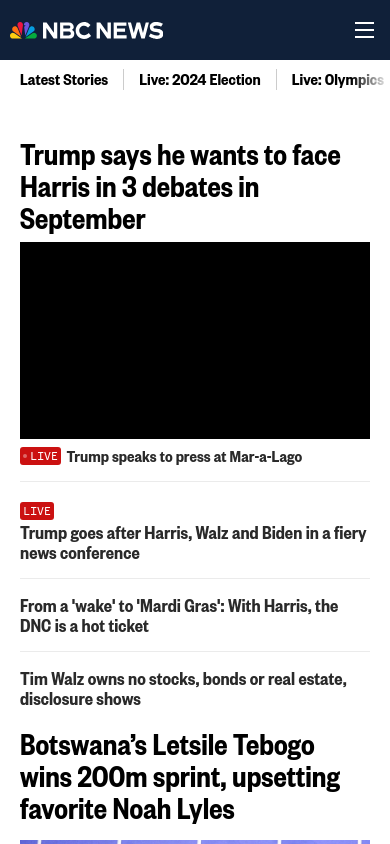 NBC NEWS
Latest Stories
Live: 2024 Election
Live: Olympics
Trump says he wants to face
Harris in 3 debates in
September
LIVE Trump speaks to press at Mar-a-Lago
LIVE
Trump goes after Harris, Walz and Biden in a fiery
news conference
From a 'wake' to 'Mardi Gras': With Harris, the
DNC is a hot ticket
Tim Walz owns no stocks, bonds or real estate,
disclosure shows
Botswana’s Letsile Tebogo
wins 200m sprint, upsetting
favorite Noah Lyles